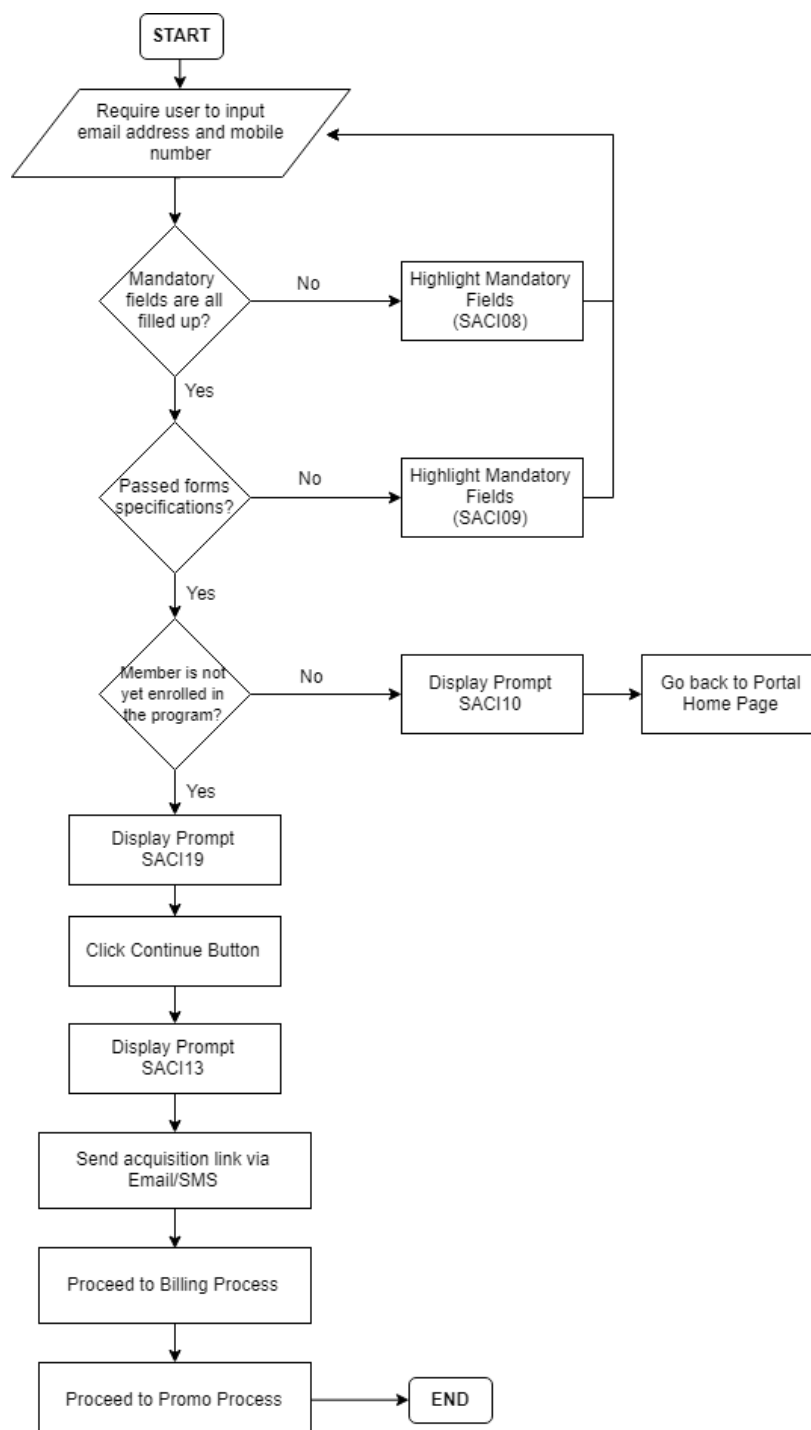 START
Require user to input
email address and mobile
number
Mandatory
fields are all
filled up?
No
Highlight Mandatory
Fields
(SACI08)
Yes
Passed forms
specifications?
No
Highlight Mandatory
Fields
(SACI09)
Yes
Member is not
yet enrolled in
the program?
No
Display Prompt
SACI10
Go back to Portal
Home Page
Yes
Display Prompt
SACI19
Click Continue Button
Display Prompt
SACI13
Send acquisition link via
Email/SMS
Proceed to Billing Process
Proceed to Promo Process
END